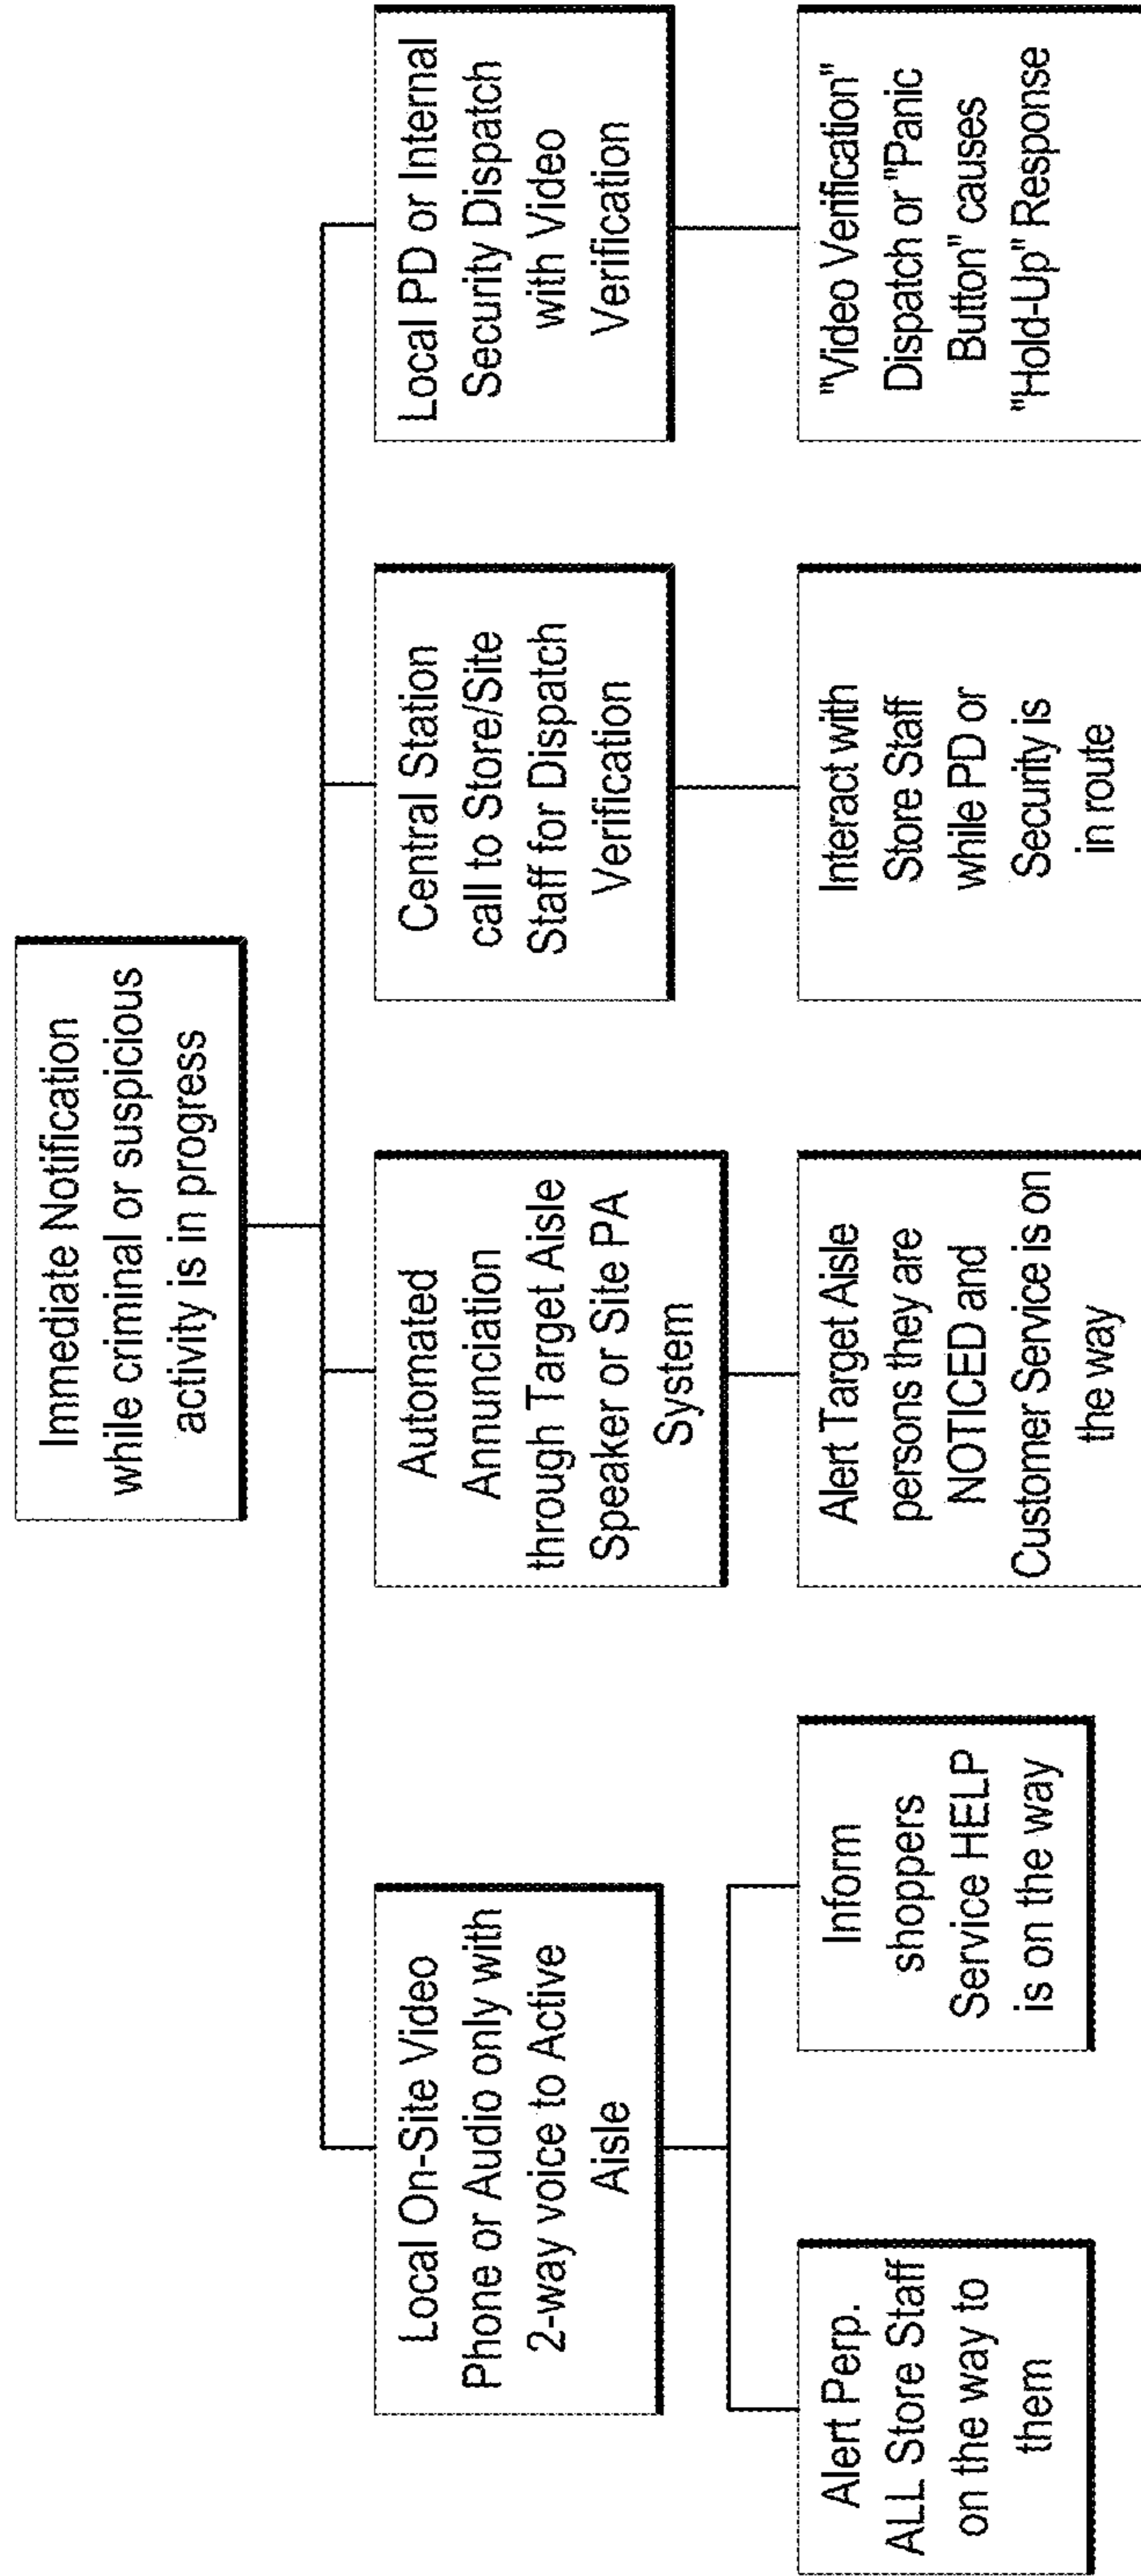 Immediate Notification
while criminal or suspicious
activity is in progress
Local On-Site Video
Phone or Audio only with
2-way voice to Active
Aisle
Automated
Annunciation
through Target Aisle
Speaker or Site PA
System
Central Station
call to Store/Site
Staff for Dispatch
Verification
Local PD or Internal
Security Dispatch
with Video
Verification
Alert Perp.
ALL Store Staff
on the way to
them
Inform
shoppers
Service HELP
is on the way
Alert Target Aisle
persons they are
NOTICED and
Customer Service is on
the way
Interact with
Store Staff
while PD or
Security is
in route
"Video Verification"
Dispatch or "Panic
Button" causes
"Hold-Up" Response